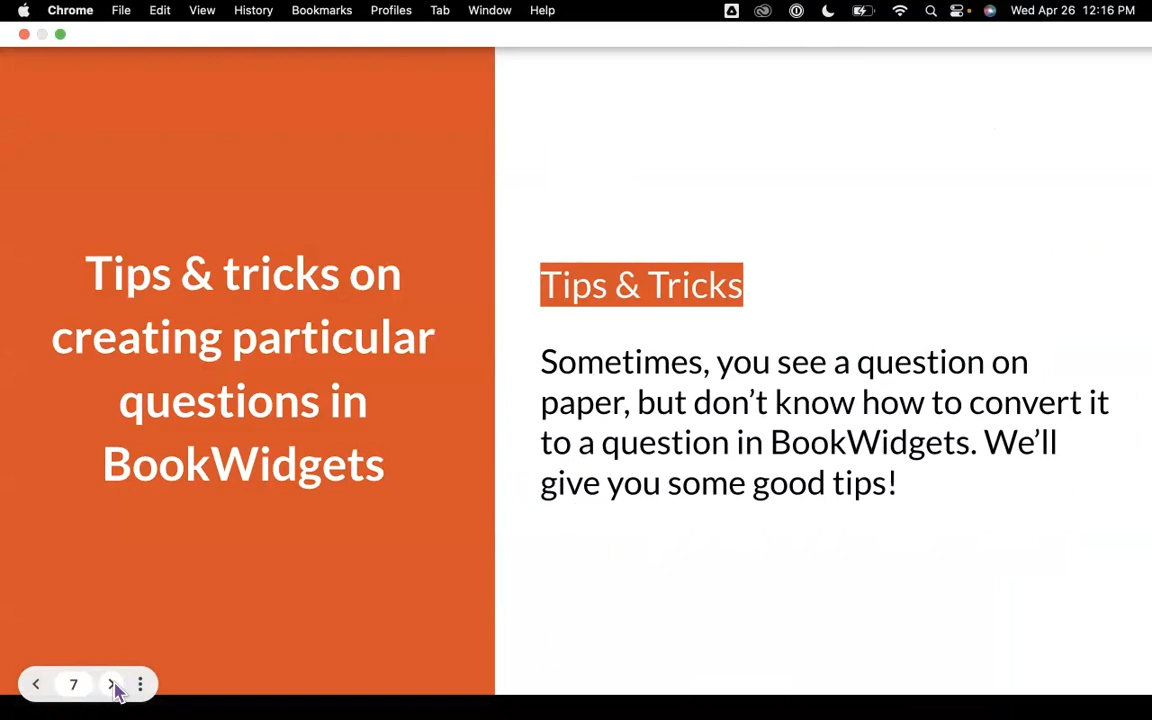 Chrome File Edit View History Bookmarks Profiles Tab Window Help Wed Apr 26 12:16 PM
Tips & tricks on
creating particular
questions in
BookWidgets
Tips & Tricks
Sometimes, you see a question on
paper, but don’t know how to convert it
to a question in BookWidgets. We’ll
give you some good tips!
7